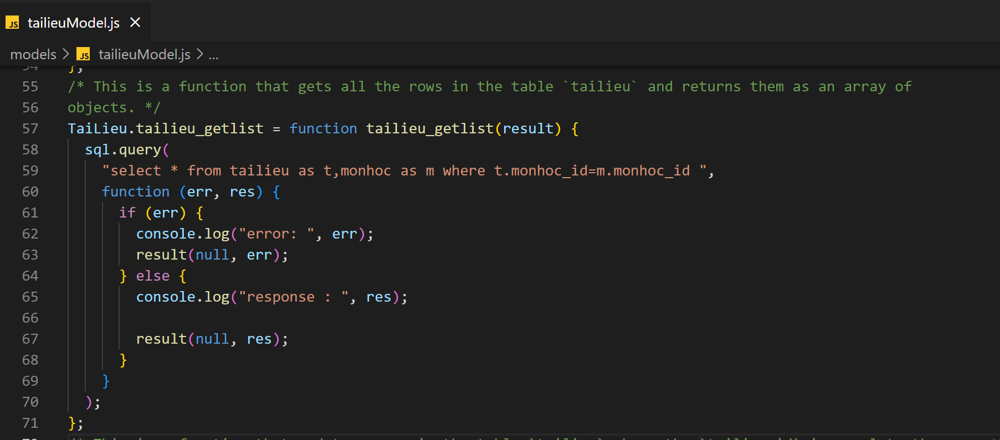 JS tailieuModel.js ×
models > JS tailieuModel.js > ...
54 };
55 /* This is a function that gets all the rows in the table `tailieu` and returns them as an array of
56 objects. */
57 TaiLieu.tailieu_getlist = function tailieu_getlist(result) {
58 sql.query(
59 "select * from tailieu as t,monhoc as m where t.monhoc_id=m.monhoc_id ",
60 function (err, res) {
61 if (err) {
62 console.log("error: ", err);
63 result(null, err);
64 } else {
65 console.log("response : ", res);
66
67 result(null, res);
68 }
69 }
70 );
71 };